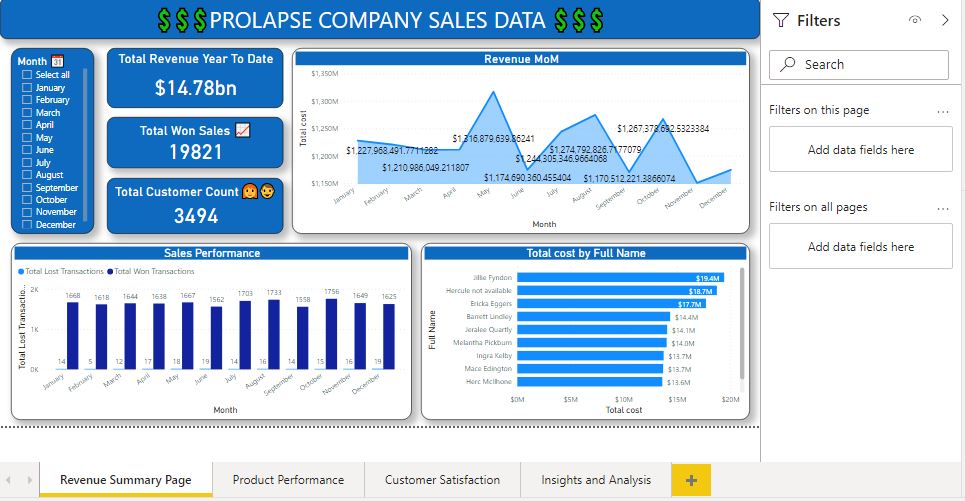 $ $ $PROLAPSE COMPANY SALES DATA $ $ $
Filters
Search
Filters on this page
...
Add data fields here
Filters on all pages
...
Add data fields here
Month
Select all
January
February
March
April
May
June
July
August
September
October
November
December
Total Revenue Year To Date
$14.78bn
Total Won Sales
19821
Total Customer Count
3494
Revenue MoM
Total cost
$1,350M
$1,300M
$1,250M
$1,200M
$1,150M
$1,227,968,491.7711282
$1,210,986,049.211807
$1,316,879,639.86241
$1,174,690,360.455404
$1,244,305,346.9664068
$1,274,792,826.7177079
$1,170,512,221.3866074
$1,267,378,692.5323384
January
February
March
April
May
June
July
August
September
October
November
December
Month
Sales Performance
Total Lost Transactions
Total Won Transactions
Total Lost Transactio...
2K
1K
0K
1668
1618
1644
1638
1667
1562
1703
1733
1558
1756
1649
1625
14
5
12
17
18
19
14
16
14
15
16
19
January
February
March
April
May
June
July
August
September
October
November
December
Month
Total cost by Full Name
Full Name
Jillie Fyndon
$19.4M
Hercule not available
$18.7M
Ericka Eggers
$17.7M
Barrett Lindley
$14.4M
Jeralee Quartly
$14.1M
Melantha Pickburn
$14.0M
Ingra Kelby
$13.7M
Mace Edington
$13.7M
Herc McIlhone
$13.6M
$0M
$5M
$10M
$15M
$20M
Total cost
Revenue Summary Page
Product Performance
Customer Satisfaction
Insights and Analysis
+